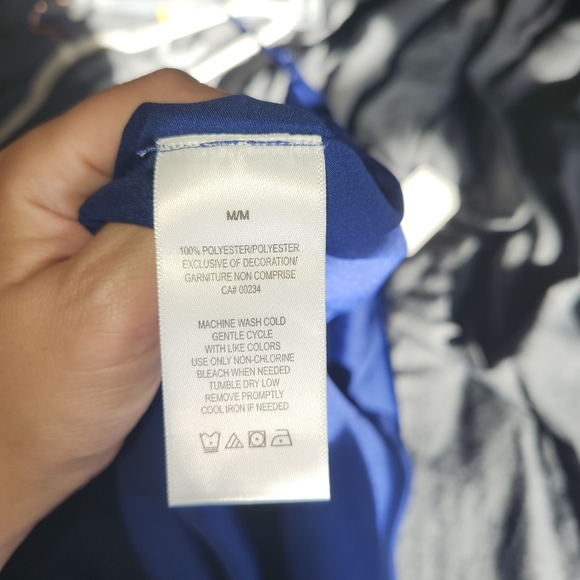 M/M
100% POLYESTER/POLYESTER
EXCLUSIVE OF DECORATION/
GARNITURE NON COMPRISE
CA# 00234
MACHINE WASH COLD
GENTLE CYCLE
WITH LIKE COLORS
USE ONLY NON-CHLORINE
BLEACH WHEN NEEDED
TUMBLE DRY LOW
REMOVE PROMPTLY
COOL IRON IF NEEDED